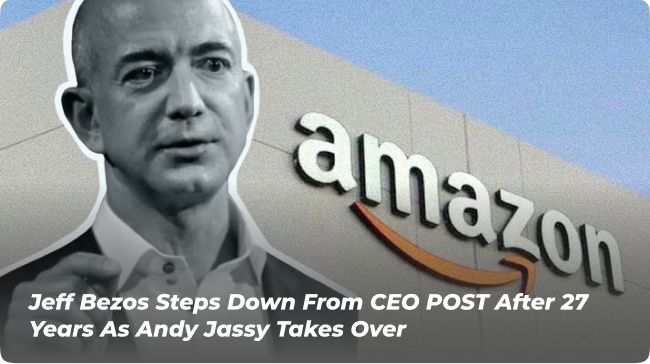 amazon
Jeff Bezos Steps Down From CEO POST After 27
Years As Andy Jassy Takes Over